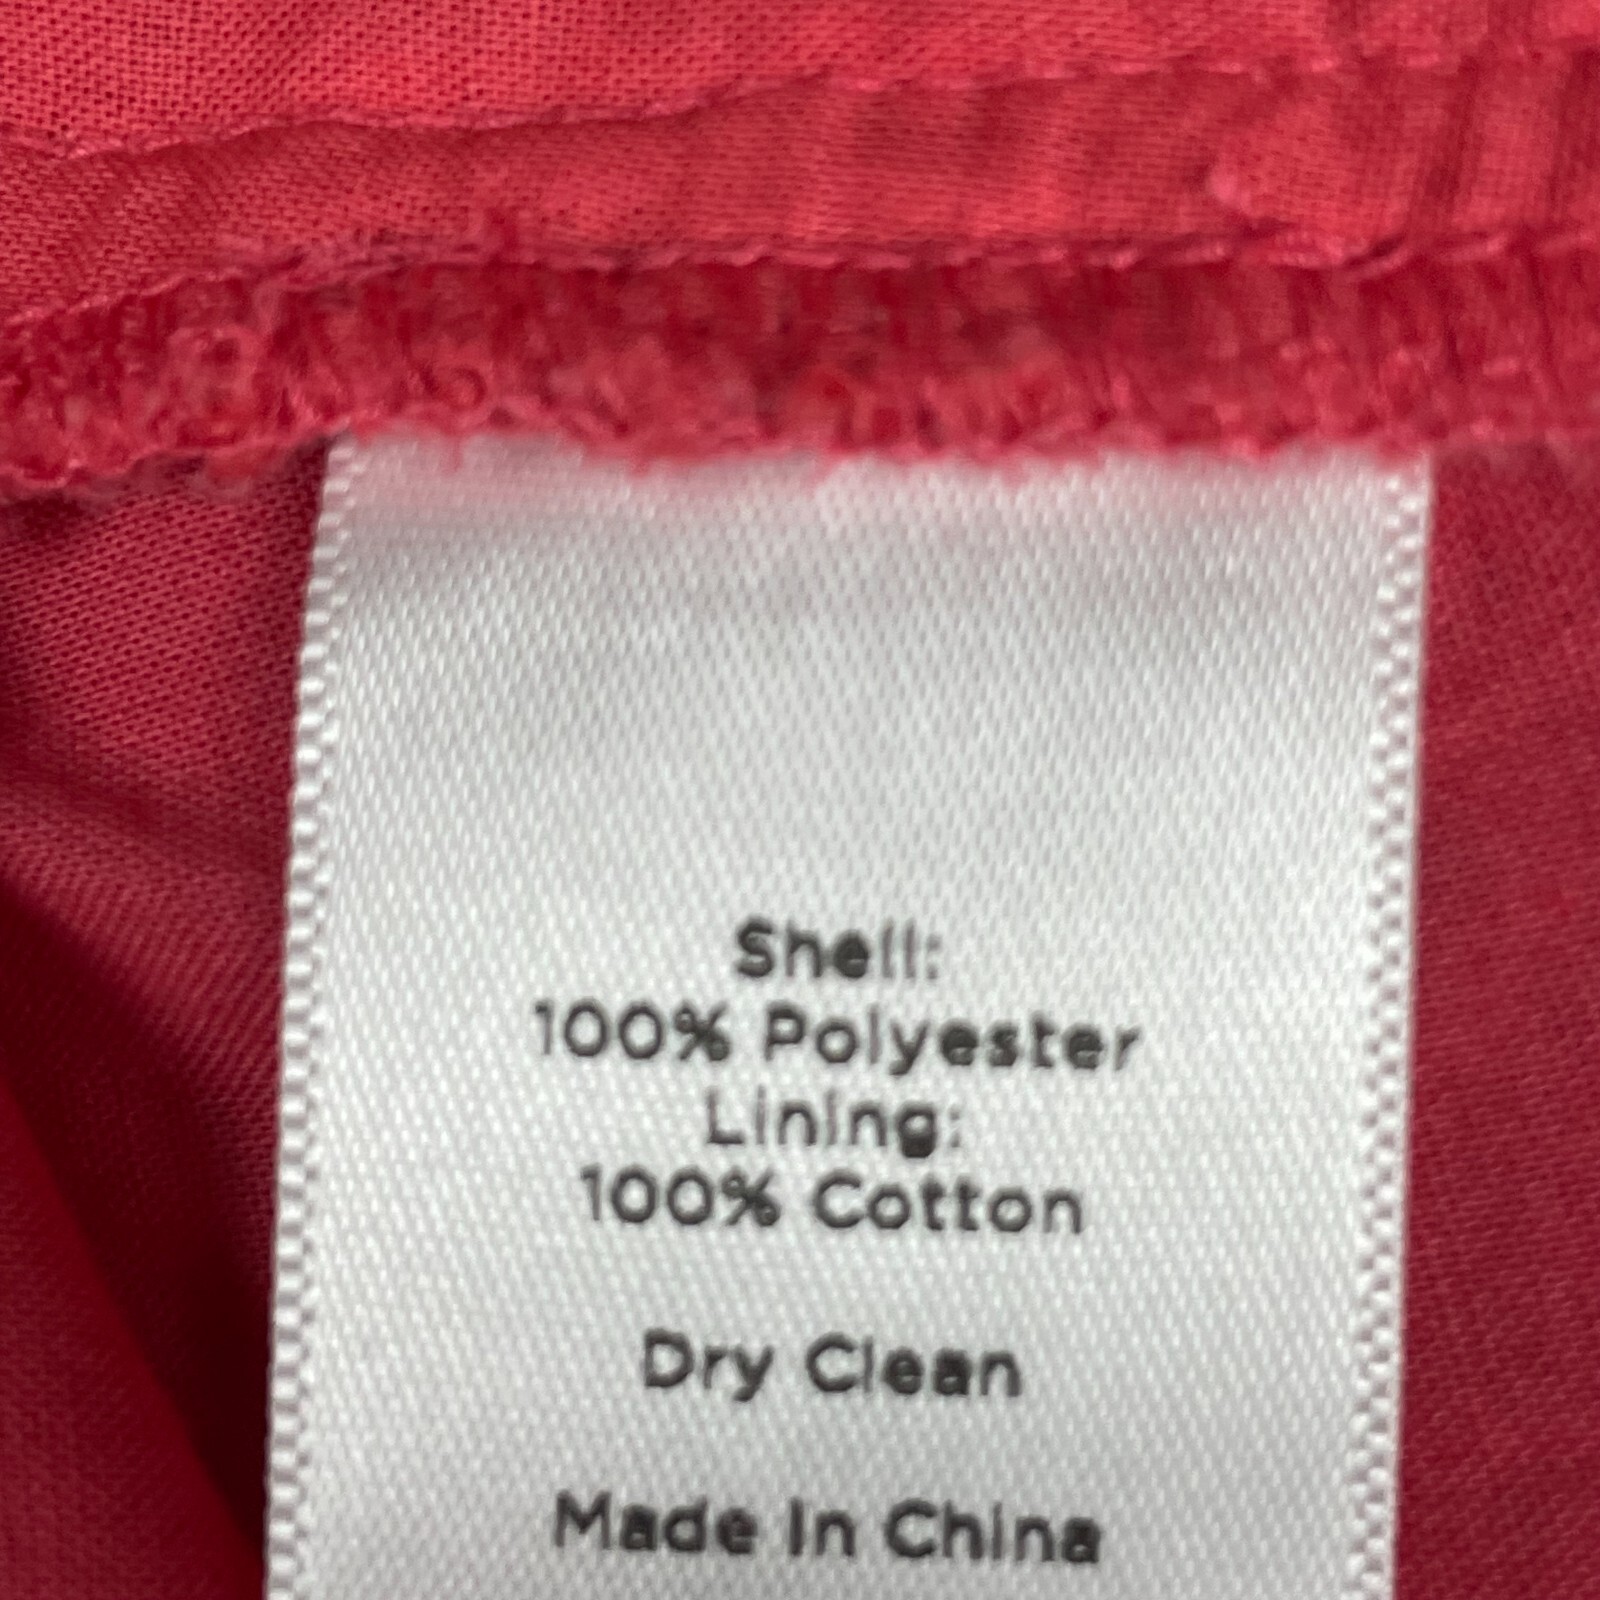 Shell:
100% Polyester
Lining:
100% Cotton
Dry Clean
Made In China